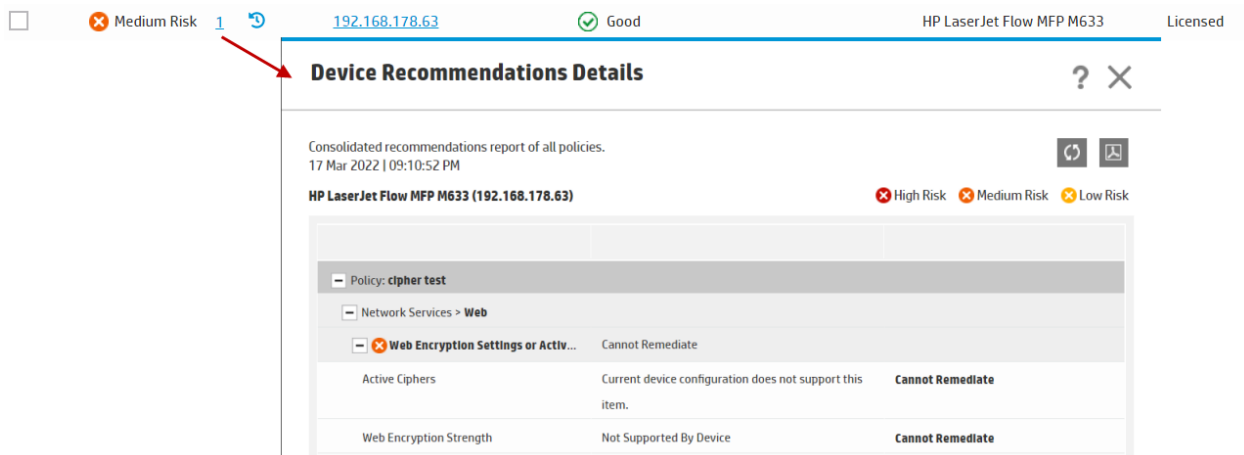 Medium Risk 1 192.168.178.63 Good HP LaserJet Flow MFP M633 Licensed
Device Recommendations Details ?
Consolidated recommendations report of all policies.
17 Mar 2022 | 09:10:52 PM
HP LaserJet Flow MFP M633 (192.168.178.63) High Risk Medium Risk Low Risk
Policy: cipher test
Network Services > Web
Web Encryption Settings or Activ... Cannot Remediate
Active Ciphers Current device configuration does not support this Cannot Remediate
item.
Web Encryption Strength Not Supported By Device Cannot Remediate